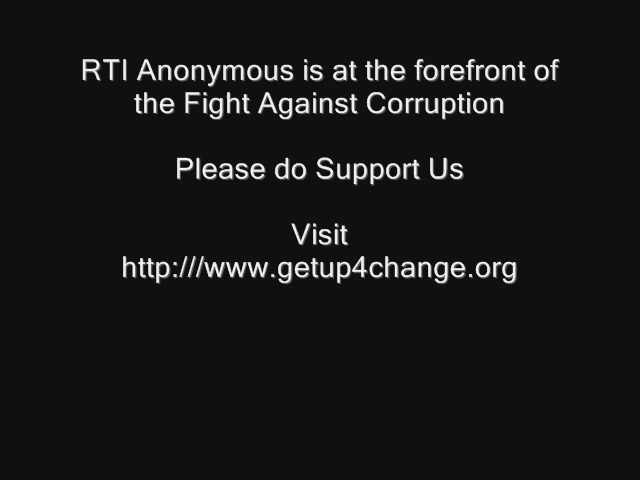 RTI Anonymous is at the forefront of
the Fight Against Corruption
Please do Support Us
Visit
http:///www.getup4change.org